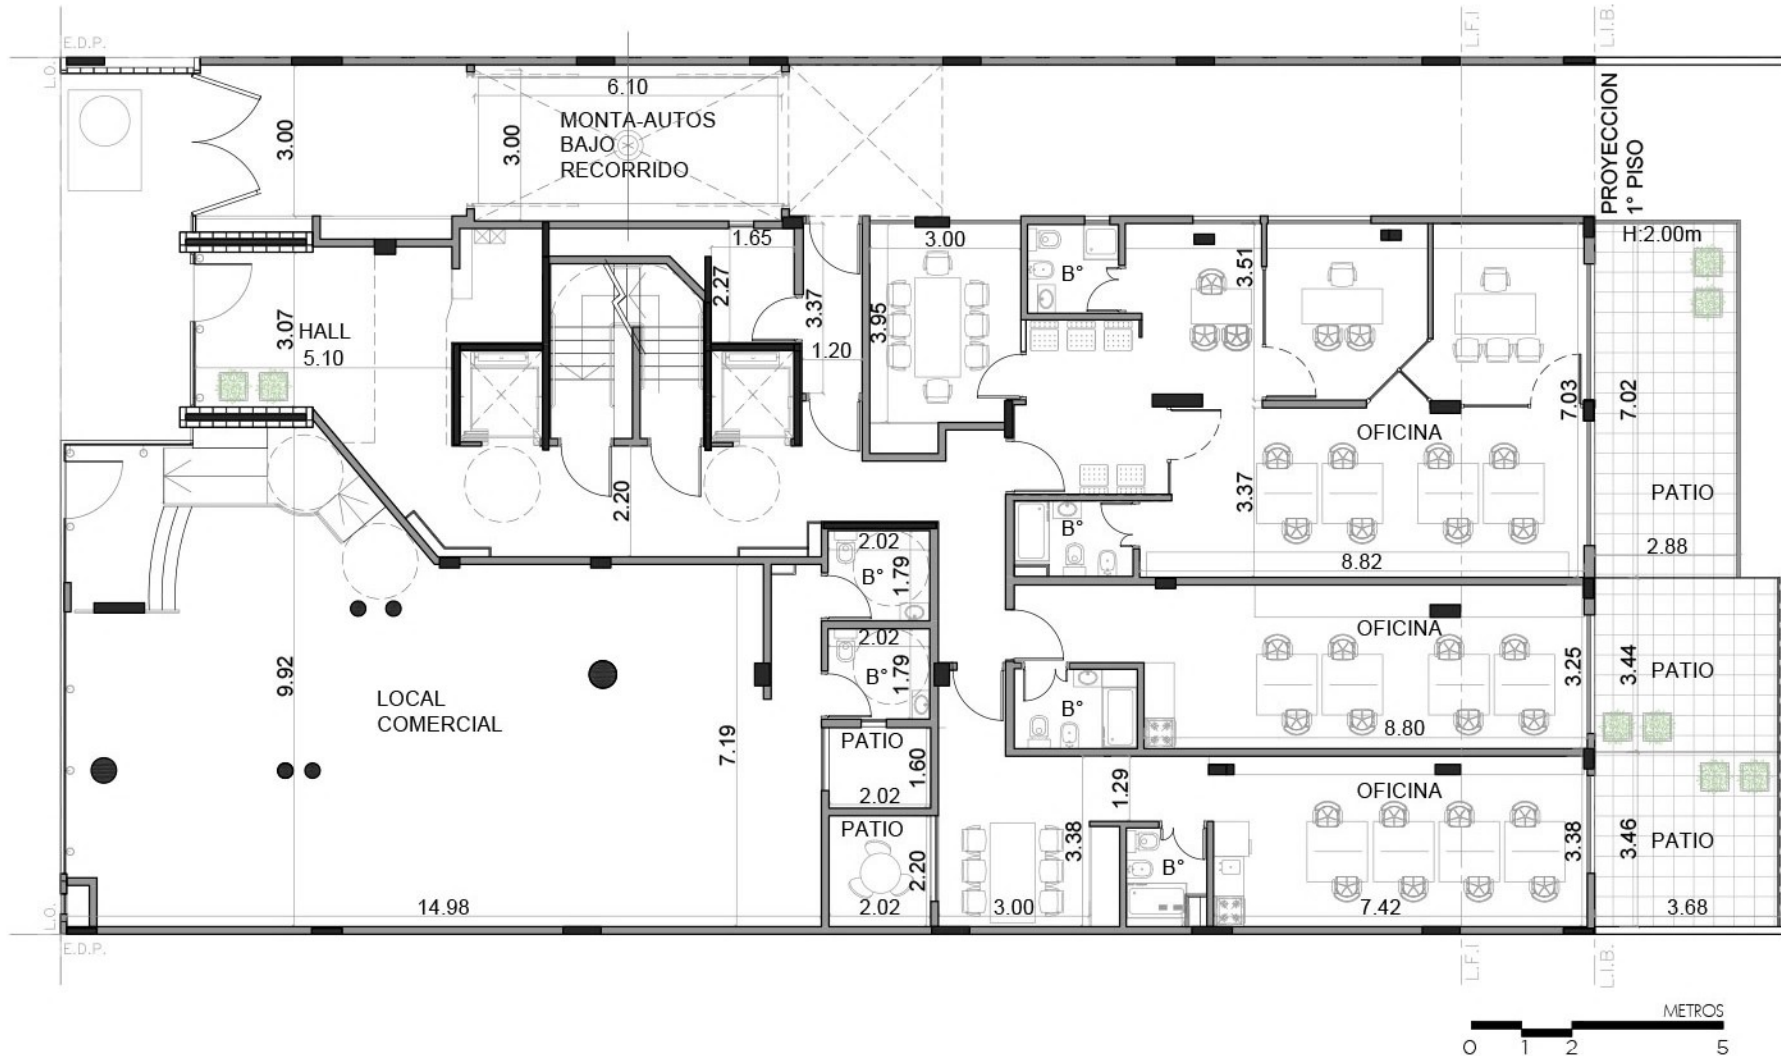 E.D.P.
L.O.
L.F.I
L.I.B.
6.10
MONTA-AUTOS
BAJO
RECORRIDO
3.00
3.00
PROYECCION
1° PISO
H:2.00m
1.65
2.27
3.37
1.20
3.00
3.95
B°
3.51
3.07
HALL
5.10
7.03
7.02
OFICINA
3.37
PATIO
2.88
2.20
B°
8.82
2.02
1.79
B°
2.02
1.79
B°
OFICINA
3.25
3.44
PATIO
9.92
LOCAL
COMERCIAL
7.19
B°
8.80
PATIO
1.60
2.02
1.29
OFICINA
PATIO
2.20
2.02
3.38
3.00
B°
7.42
3.38
3.46
PATIO
3.68
14.98
L.O.
E.D.P.
L.F.I
L.I.B.
METROS
0 1 2 5